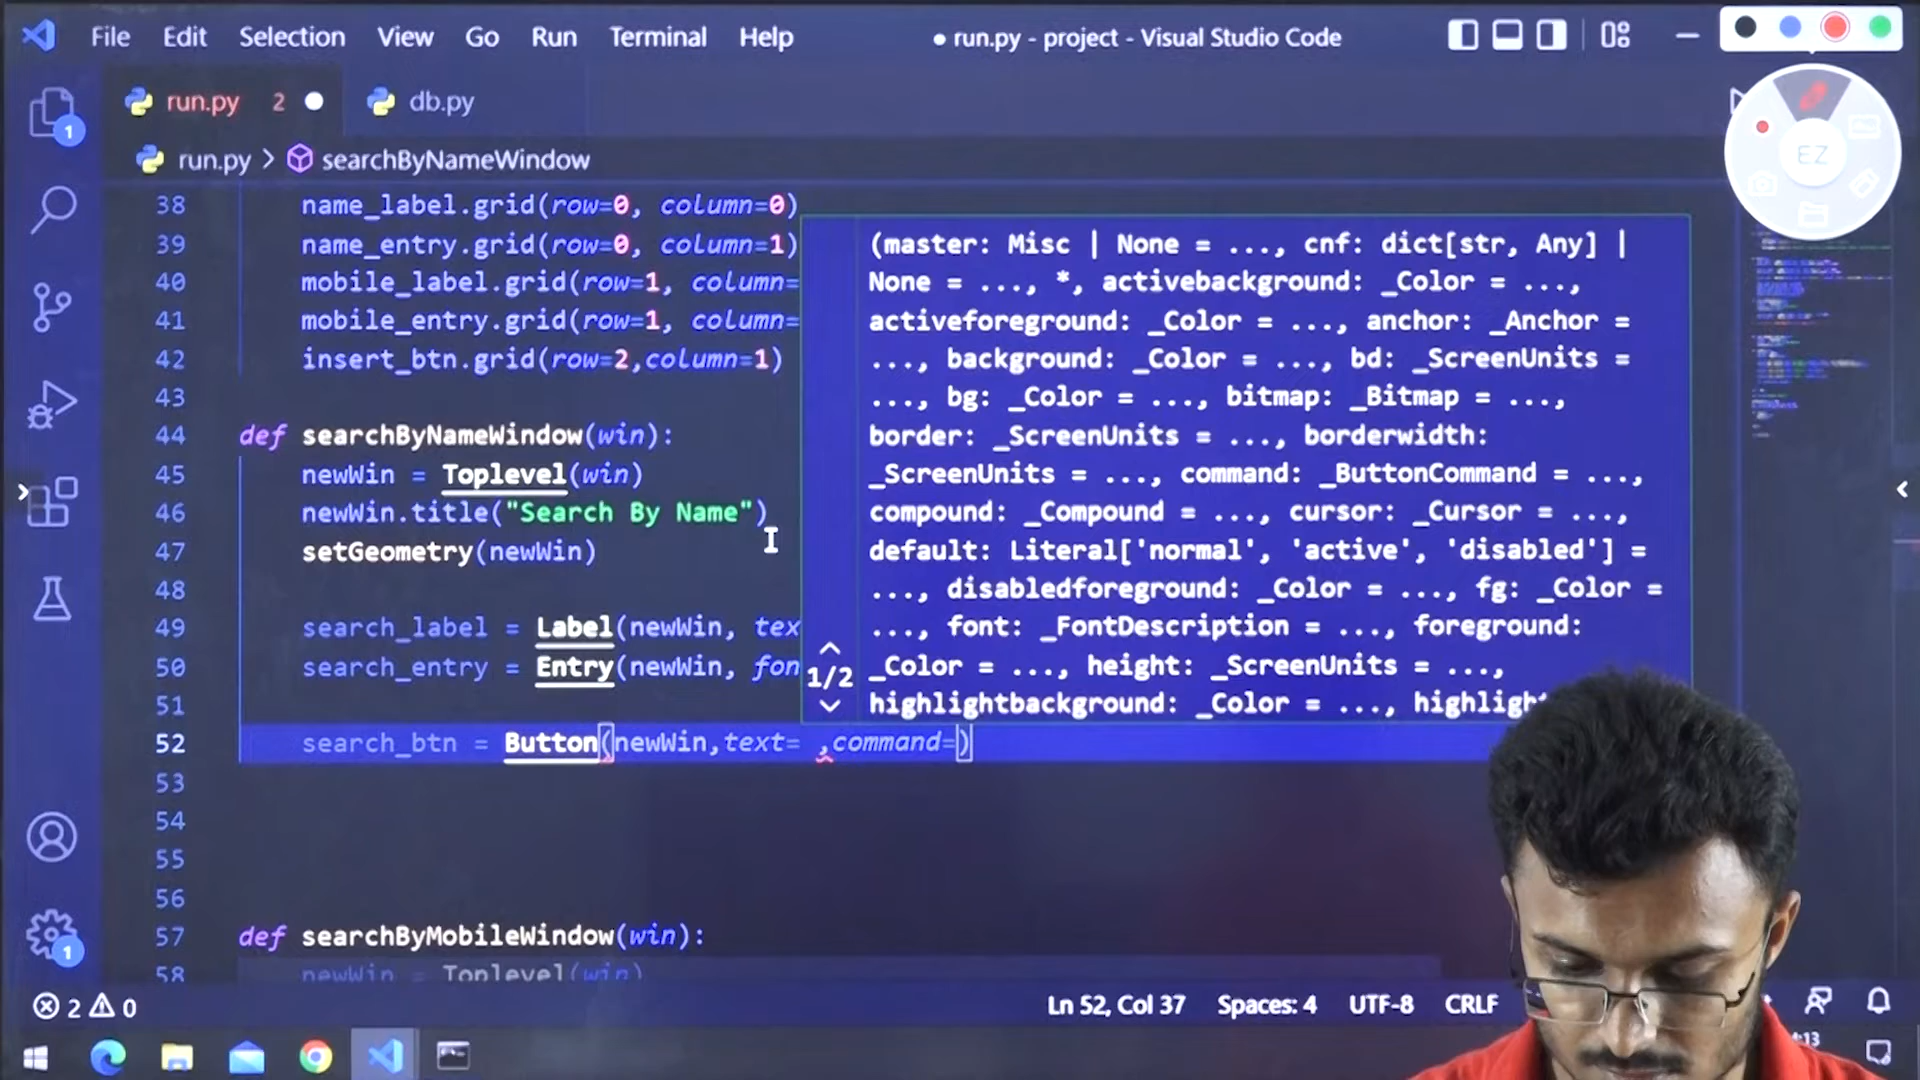 File Edit Selection View Go Run Terminal Help
● run.py - project - Visual Studio Code
run.py 2 ● db.py
run.py > searchByNameWindow
EZ
1
38 name_label.grid(row=0, column=0)
39 name_entry.grid(row=0, column=1)
40 mobile_label.grid(row=1, column=
41 mobile_entry.grid(row=1, column=
42 insert_btn.grid(row=2,column=1)
43
44 def searchByNameWindow(win):
45 newWin = Toplevel(win)
46 newWin.title("Search By Name")
47 setGeometry(newWin)
48
49 search_label = Label(newWin, tex
50 search_entry = Entry(newWin, fon
51
52 search_btn = Button(newWin,text= ,command=)
53
54
55
56
57 def searchByMobileWindow(win):
58 newWin = Toplevel(win)
(master: Misc | None = ..., cnf: dict[str, Any] |
None = ..., *, activebackground: _Color = ...,
activeforeground: _Color = ..., anchor: _Anchor =
..., background: _Color = ..., bd: _ScreenUnits =
..., bg: _Color = ..., bitmap: _Bitmap = ...,
border: _ScreenUnits = ..., borderwidth:
_ScreenUnits = ..., command: _ButtonCommand = ...,
compound: _Compound = ..., cursor: _Cursor = ...,
default: Literal['normal', 'active', 'disabled'] =
..., disabledforeground: _Color = ..., fg: _Color =
..., font: _FontDescription = ..., foreground:
_Color = ..., height: _ScreenUnits = ...,
highlightbackground: _Color = ...,
1/2
1
2 0
Ln 52, Col 37 Spaces: 4 UTF-8 CRLF